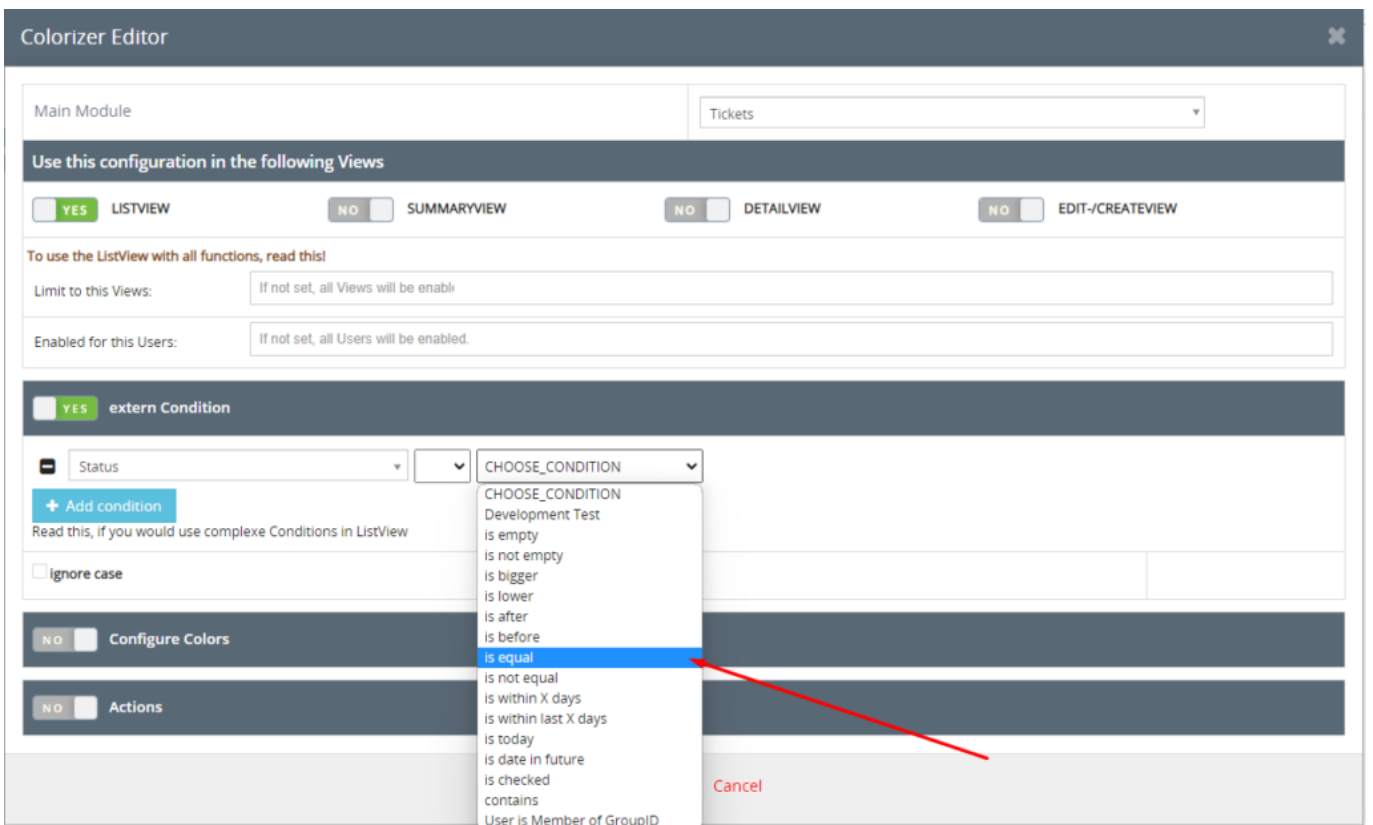 Colorizer Editor
Main Module
Tickets
Use this configuration in the following Views
YES LISTVIEW NO SUMMARYVIEW NO DETAILVIEW NO EDIT-/CREATEVIEW
To use the ListView with all functions, read this!
Limit to this Views: If not set, all Views will be enable
Enabled for this Users: If not set, all Users will be enabled.
YES extern Condition
Status CHOOSE_CONDITION
CHOOSE_CONDITION
+ Add condition
Development Test
Read this, if you would use complexe Conditions in ListView
is empty
is not empty
ignore case
is bigger
is lower
is after
is before
NO Configure Colors
is equal
is not equal
is within X days
NO Actions
is within last X days
is today
is date in future
is checked
Cancel
contains
User is Member of GroupID